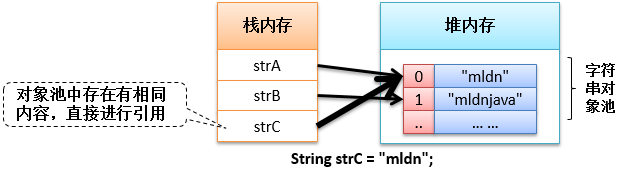 栈内存
堆内存
strA
strB
strC
0 "mldn"
1 "mldnjava"
.. ... ...
字符
串对
象池
对象池中存在有相同
内容，直接进行引用
String strC = "mldn";